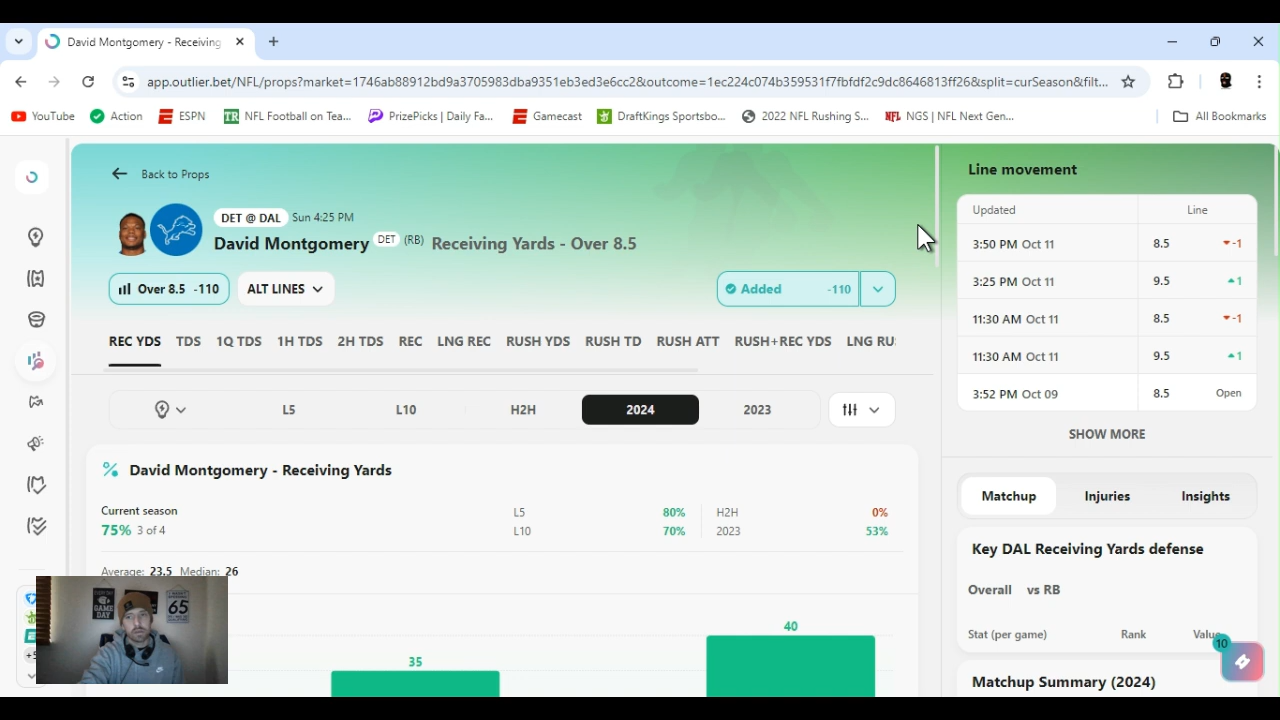 David Montgomery - Receiving
app.outlier.bet/NFL/props?market=1746ab88912bd9a3705983dba9351eb3ed3e6cc2&outcome=1ec224c074b359531f7fbfdf2c9dc8646813ff26&split=curSeason&filt...
YouTube Action ESPN NFL Football on Tea... PrizePicks | Daily Fa... Gamecast DraftKings Sportsbo... 2022 NFL Rushing S... NGS | NFL Next Gen... All Bookmarks
Back to Props
DET @ DAL Sun 4:25 PM
David Montgomery DET (RB) Receiving Yards - Over 8.5
Over 8.5 -110 ALT LINES Added -110
REC YDS TDS 1Q TDS 1H TDS 2H TDS REC LNG REC RUSH YDS RUSH TD RUSH ATT RUSH+REC YDS LNG RU
L5 L10 H2H 2024 2023
David Montgomery - Receiving Yards
Current season
75% 3 of 4
L5 80% H2H 0%
L10 70% 2023 53%
Average: 23.5 Median: 26
35
40
GAME DAY
65
Line movement
Updated Line
3:50 PM Oct 11 8.5 -1
3:25 PM Oct 11 9.5 1
11:30 AM Oct 11 8.5 -1
11:30 AM Oct 11 9.5 1
3:52 PM Oct 09 8.5 Open
SHOW MORE
Matchup Injuries Insights
Key DAL Receiving Yards defense
Overall vs RB
Stat (per game) Rank Value
10
Matchup Summary (2024)